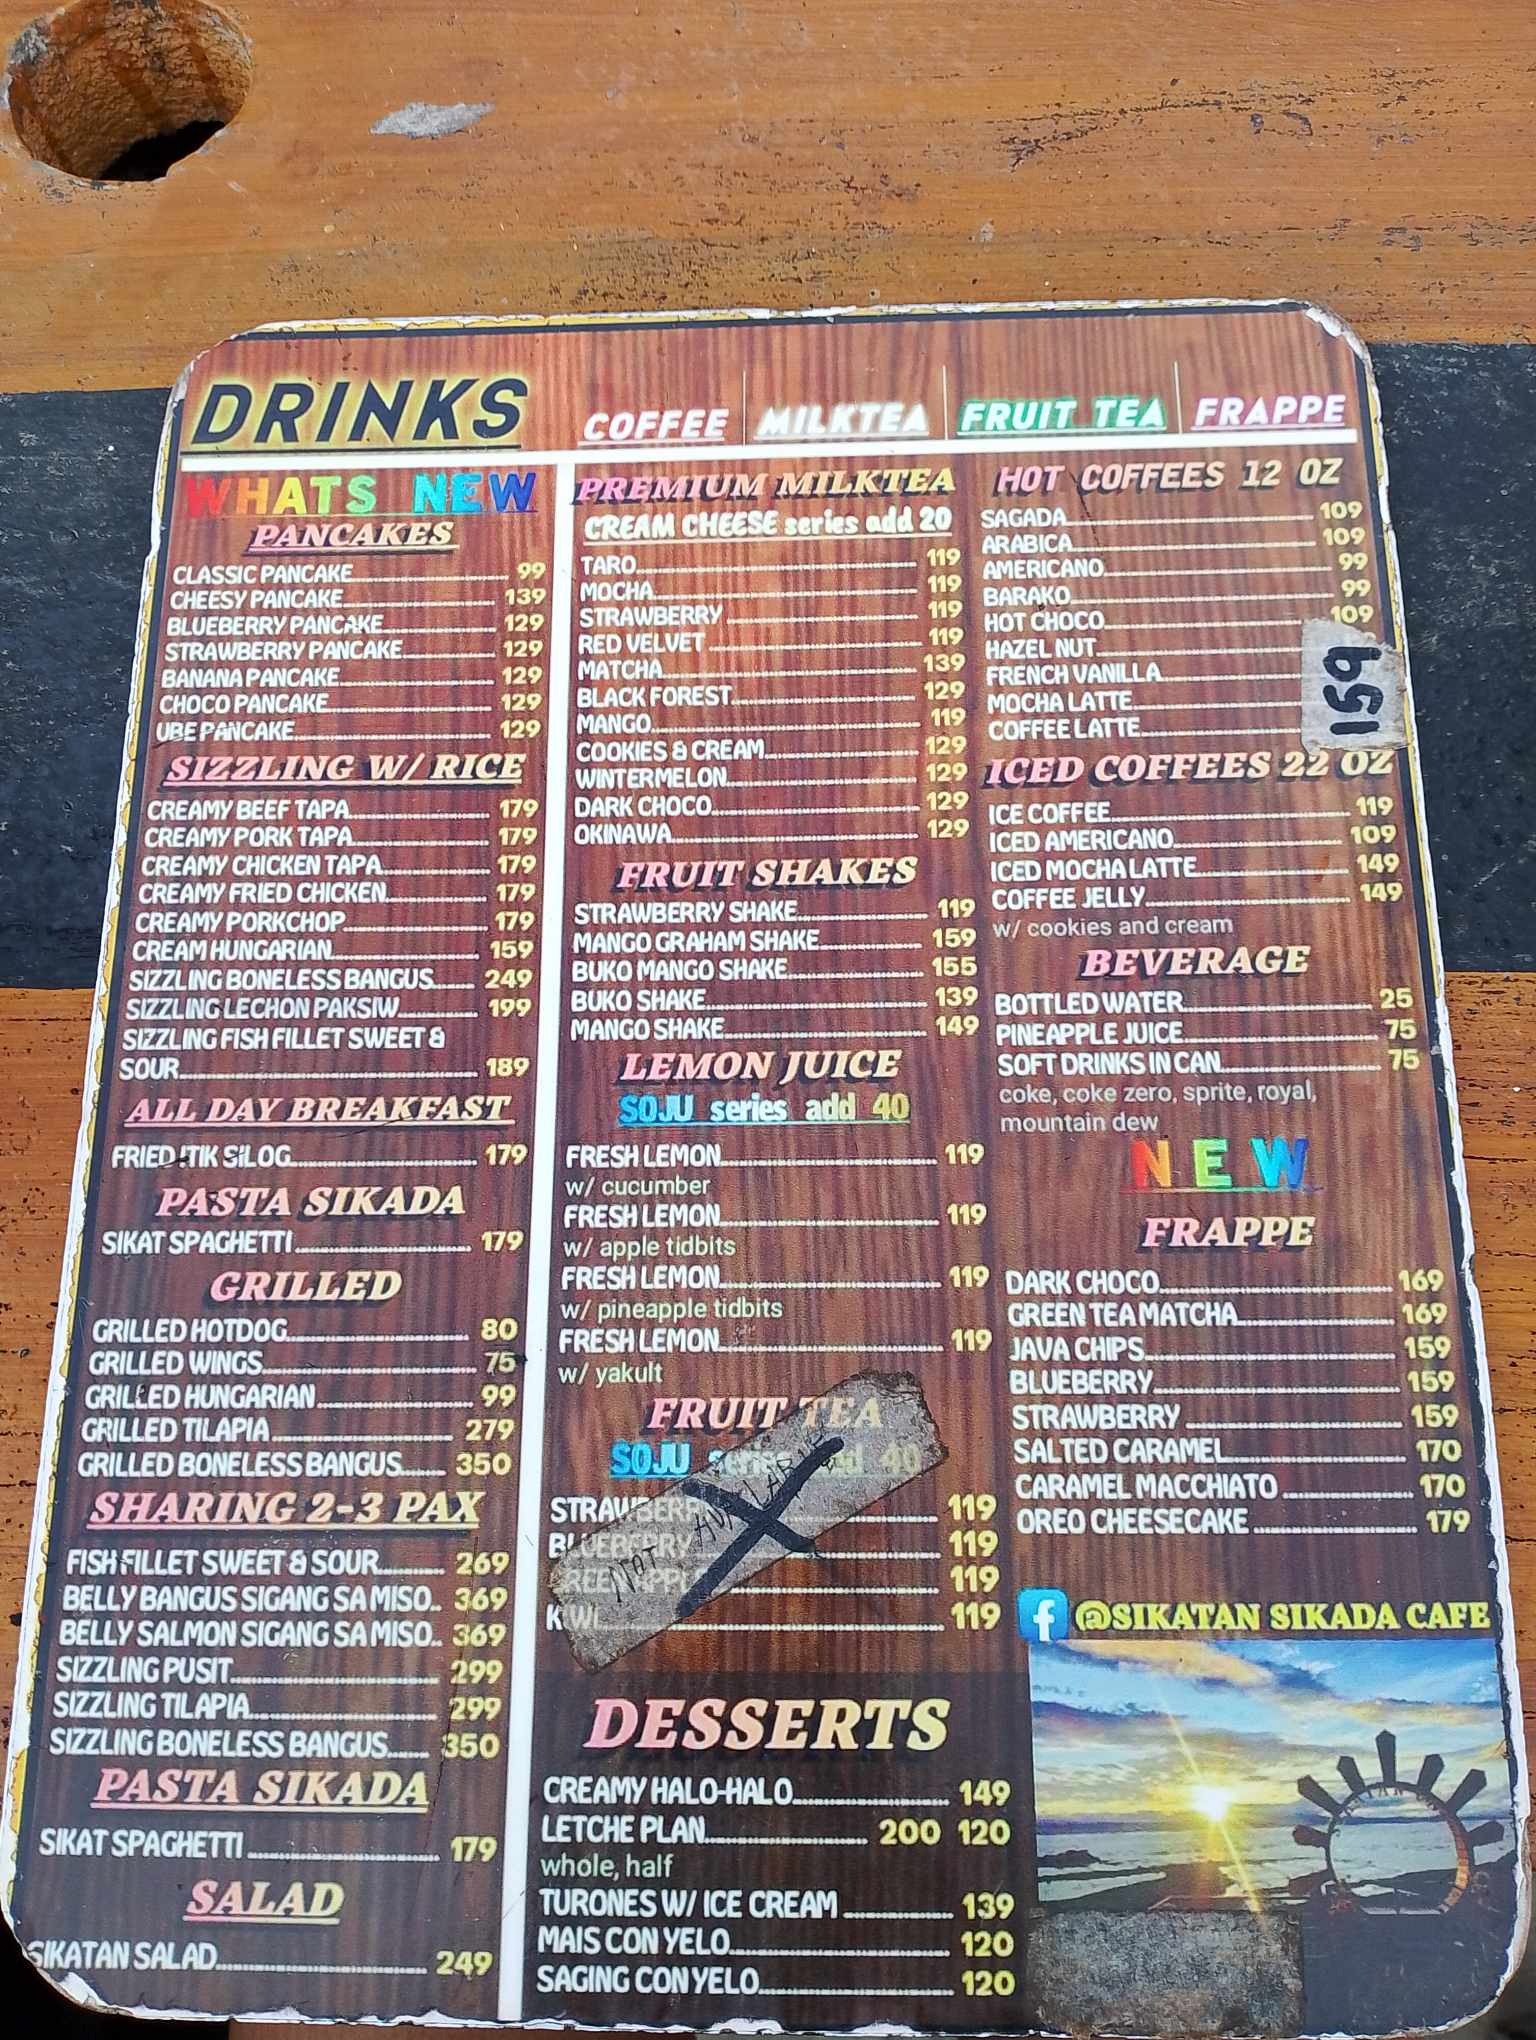 DRINKS
COFFEE
MILKTEA
FRUIT TEA
FRAPPE
WHATS NEW
PANCAKES
CLASSIC PANCAKE 99
CHEESY PANCAKE 139
BLUEBERRY PANCAKE 129
STRAWBERRY PANCAKE 129
BANANA PANCAKE 129
CHOCO PANCAKE 129
UBE PANCAKE 129
SIZZLING W/ RICE
CREAMY BEEF TAPA 179
CREAMY PORK TAPA 179
CREAMY CHICKEN TAPA 179
CREAMY FRIED CHICKEN 179
CREAMY PORKCHOP 179
CREAM HUNGARIAN 159
SIZZLING BONELESS BANGUS 249
SIZZLING LECHON PAKSIW 199
SIZZLING FISH FILLET SWEET &
SOUR 189
ALL DAY BREAKFAST
FRIED ITIK SILOG 179
PASTA SIKADA
SIKAT SPAGHETTI 179
GRILLED
GRILLED HOTDOG 80
GRILLED WINGS 75
GRILLED HUNGARIAN 99
GRILLED TILAPIA 279
GRILLED BONELESS BANGUS 350
SHARING 2-3 PAX
FISH FILLET SWEET & SOUR 269
BELLY BANGUS SIGANG SA MISO 369
BELLY SALMON SIGANG SA MISO 369
SIZZLING PUSIT 299
SIZZLING TILAPIA 299
SIZZLING BONELESS BANGUS 350
PASTA SIKADA
SIKAT SPAGHETTI 179
SALAD
SIKATAN SALAD 249
PREMIUM MILKTEA
CREAM CHEESE series add 20
TARO 119
MOCHA 119
STRAWBERRY 119
RED VELVET 119
MATCHA 139
BLACK FOREST 129
MANGO 119
COOKIES & CREAM 129
WINTERMELON 129
DARK CHOCO 129
OKINAWA 129
FRUIT SHAKES
STRAWBERRY SHAKE 119
MANGO GRAHAM SHAKE 159
BUKO MANGO SHAKE 155
BUKO SHAKE 139
MANGO SHAKE 149
LEMON JUICE
SOJU series add 40
FRESH LEMON 119
w/ cucumber
FRESH LEMON 119
w/ apple tidbits
FRESH LEMON 119
w/ pineapple tidbits
FRESH LEMON 119
w/ yakult
FRUIT TEA
SOJU series add 40
NOT AVAILABLE
STRAWBERRY 119
BLUEBERRY 119
GREEN APPLE 119
KIWI 119
DESSERTS
CREAMY HALO-HALO 149
LETCHE PLAN 200 120
whole, half
TURONES W/ ICE CREAM 139
MAIS CON YELO 120
SAGING CON YELO 120
HOT COFFEES 12 OZ
SAGADA 109
ARABICA 109
AMERICANO 99
BARAKO 99
HOT CHOCO 109
HAZEL NUT
FRENCH VANILLA
MOCHA LATTE
COFFEE LATTE
159
ICED COFFEES 22 OZ
ICE COFFEE 119
ICED AMERICANO 109
ICED MOCHA LATTE 149
COFFEE JELLY 149
w/ cookies and cream
BEVERAGE
BOTTLED WATER 25
PINEAPPLE JUICE 75
SOFT DRINKS IN CAN 75
coke, coke zero, sprite, royal,
mountain dew
NEW
FRAPPE
DARK CHOCO 169
GREEN TEA MATCHA 169
JAVA CHIPS 159
BLUEBERRY 159
STRAWBERRY 159
SALTED CARAMEL 170
CARAMEL MACCHIATO 170
OREO CHEESECAKE 179
f @SIKATAN SIKADA CAFE